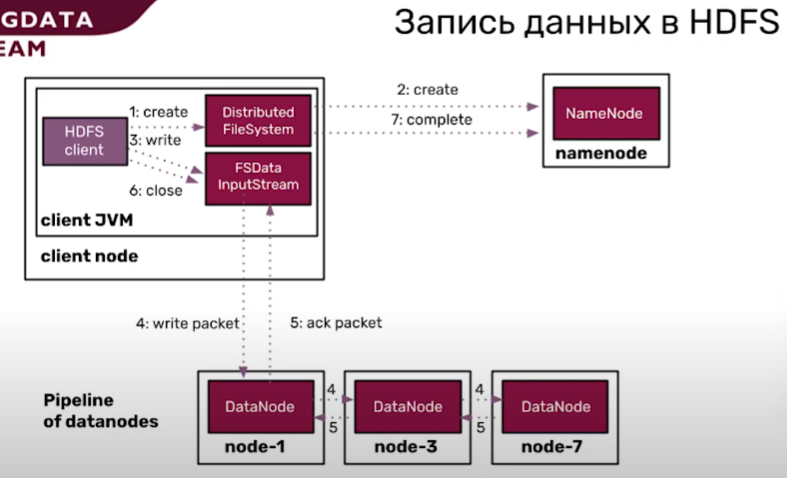 GDATA
EAM
Запись данных в HDFS
HDFS
client
1: create
3: write
6: close
Distributed
FileSystem
FSData
InputStream
client JVM
client node
2: create
7: complete
NameNode
namenode
4: write packet
5: ack packet
Pipeline
of datanodes
DataNode
node-1
4
5
DataNode
node-3
4
5
DataNode
node-7